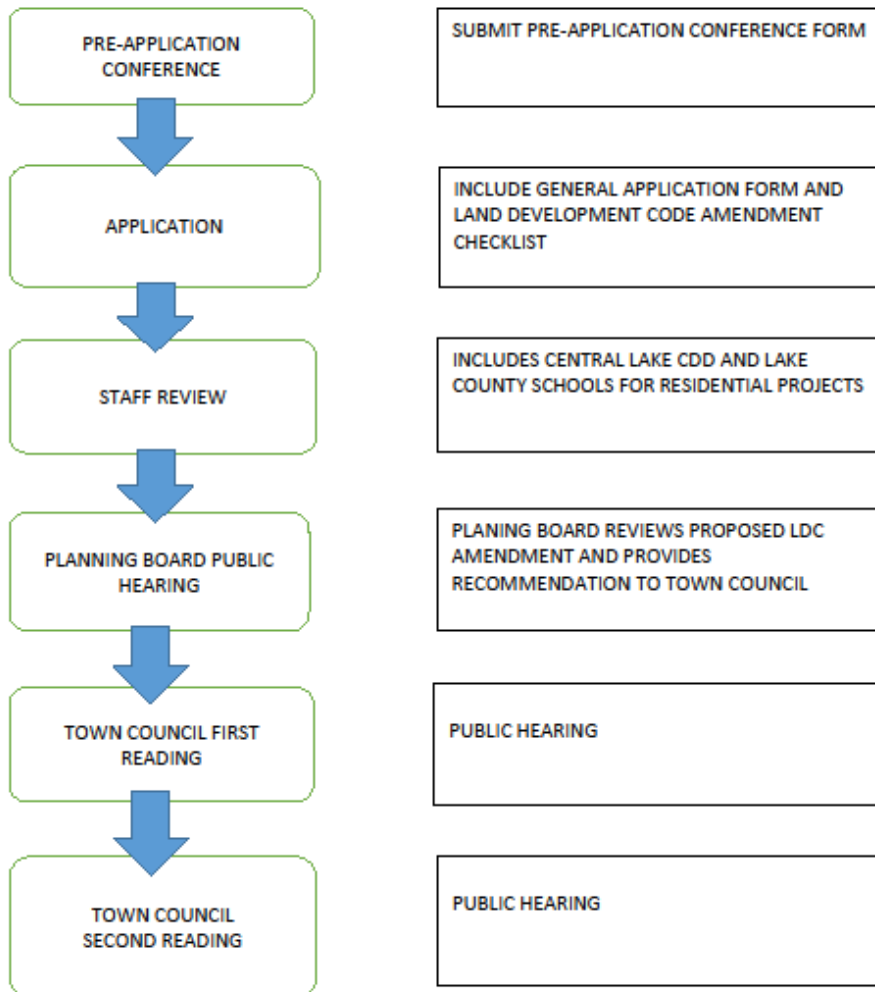 PRE-APPLICATION
CONFERENCE
SUBMIT PRE-APPLICATION CONFERENCE FORM
APPLICATION
INCLUDE GENERAL APPLICATION FORM AND
LAND DEVELOPMENT CODE AMENDMENT
CHECKLIST
STAFF REVIEW
INCLUDES CENTRAL LAKE CDD AND LAKE
COUNTY SCHOOLS FOR RESIDENTIAL PROJECTS
PLANNING BOARD PUBLIC
HEARING
PLANING BOARD REVIEWS PROPOSED LDC
AMENDMENT AND PROVIDES
RECOMMENDATION TO TOWN COUNCIL
TOWN COUNCIL FIRST
READING
PUBLIC HEARING
TOWN COUNCIL
SECOND READING
PUBLIC HEARING